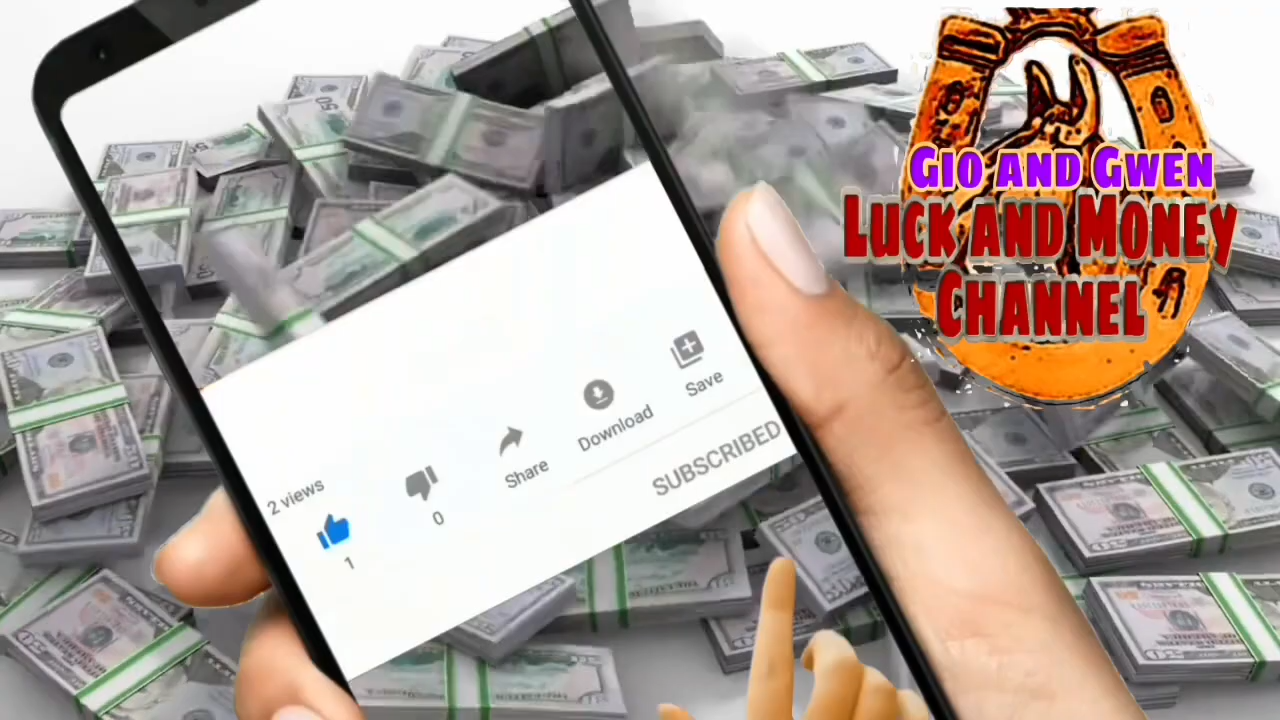 Gio and Gwen
Luck and Money
Channel
2 views
1
0
Share
Download
Save
SUBSCRIBED